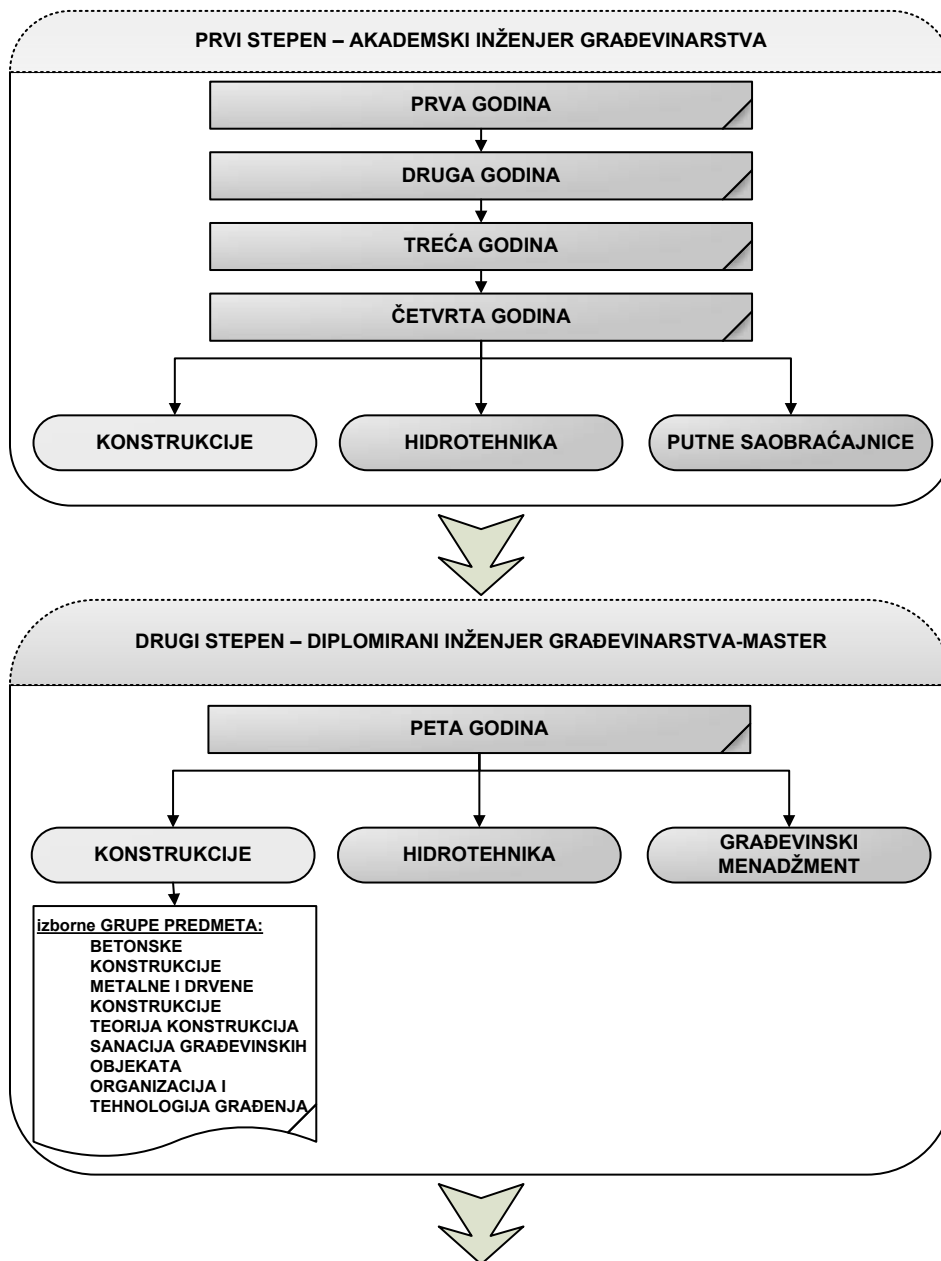 PRVI STEPEN – AKADEMSKI INŽENJER GRAĐEVINARSTVA
PRVA GODINA
DRUGA GODINA
TREĆA GODINA
ČETVRTA GODINA
KONSTRUKCIJE
HIDROTEHNIKA
PUTNE SAOBRAĆAJNICE
DRUGI STEPEN – DIPLOMIRANI INŽENJER GRAĐEVINARSTVA-MASTER
PETA GODINA
KONSTRUKCIJE
HIDROTEHNIKA
GRAĐEVINSKI
MENADŽMENT
izborne GRUPE PREDMETA:
BETONSKE
KONSTRUKCIJE
METALNE I DRVENE
KONSTRUKCIJE
TEORIJA KONSTRUKCIJA
SANACIJA GRAĐEVINSKIH
OBJEKATA
ORGANIZACIJA I
TEHNOLOGIJA GRAĐENJA